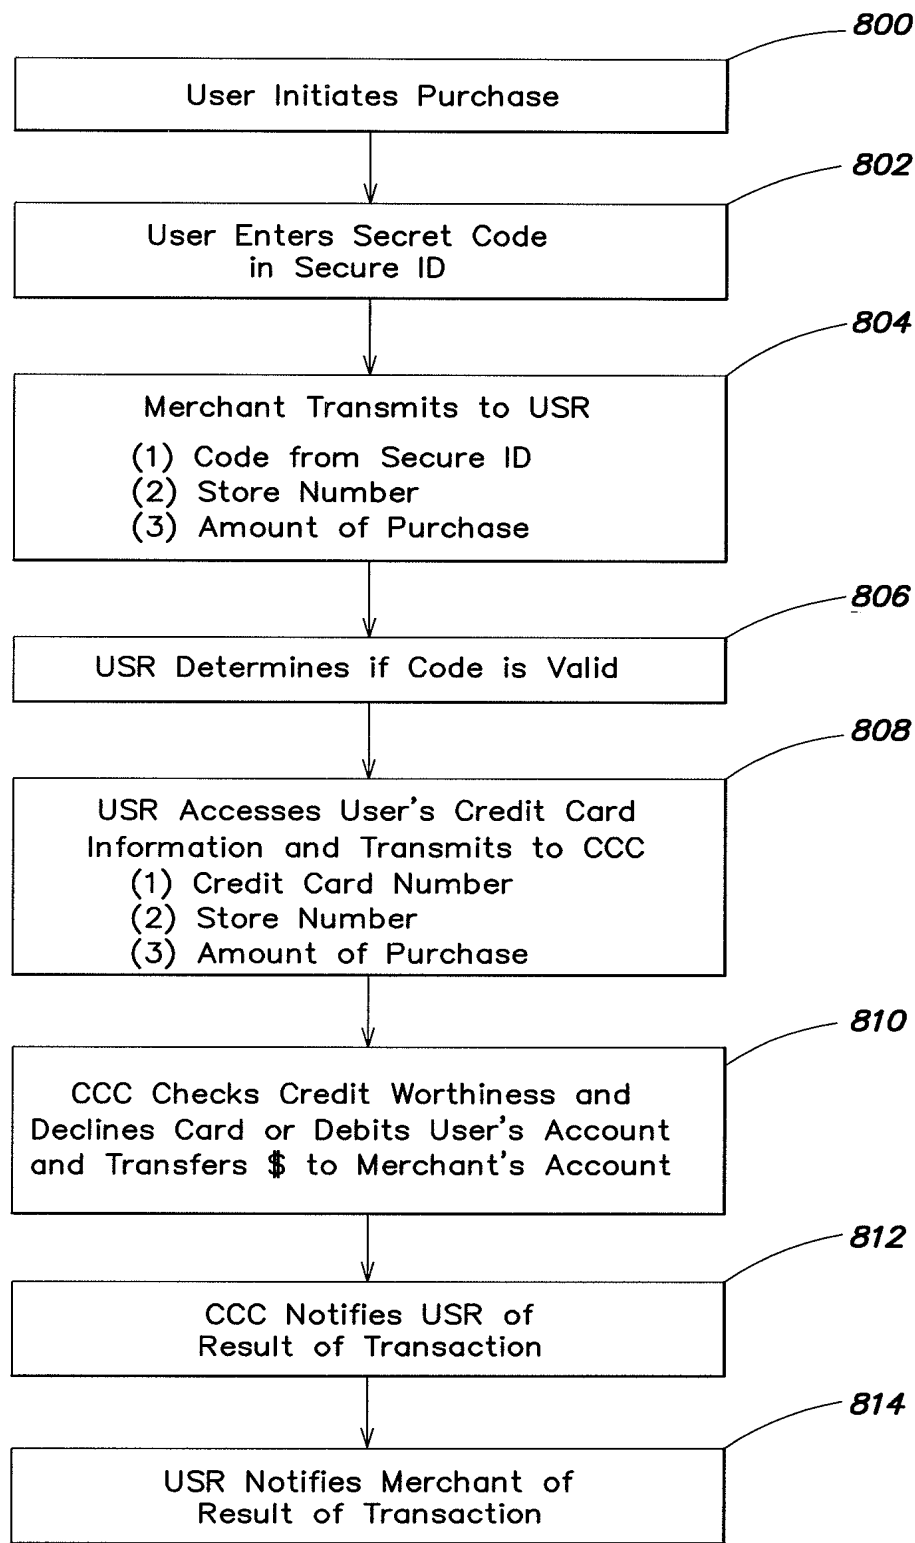 800
User Initiates Purchase
802
User Enters Secret Code
in Secure ID
804
Merchant Transmits to USR
(1) Code from Secure ID
(2) Store Number
(3) Amount of Purchase
806
USR Determines if Code is Valid
808
USR Accesses User's Credit Card
Information and Transmits to CCC
(1) Credit Card Number
(2) Store Number
(3) Amount of Purchase
810
CCC Checks Credit Worthiness and
Declines Card or Debits User's Account
and Transfers $ to Merchant's Account
812
CCC Notifies USR of
Result of Transaction
814
USR Notifies Merchant of
Result of Transaction